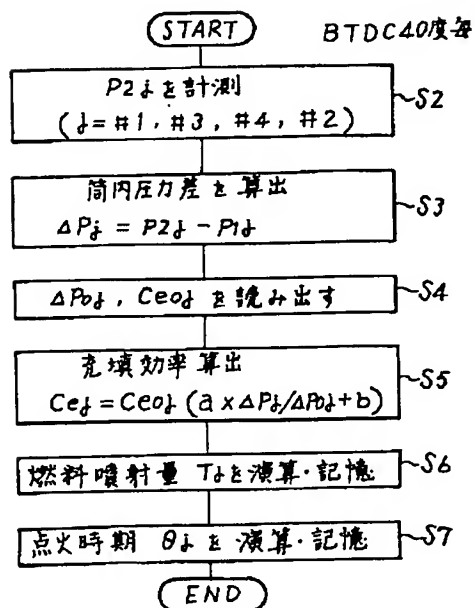 START
BTDC40度毎
P2jを計測
(j=#1, #3, #4, #2)
S2
筒内圧力差を算出
ΔPj = P2j - P1j
S3
ΔPoj, Ceojを読み出す
S4
充填効率算出
Cej = Ceoj (a x ΔPj/ΔPoj+b)
S5
燃料噴射量 Tjを演算・記憶
S6
点火時期 θjを演算・記憶
S7
END